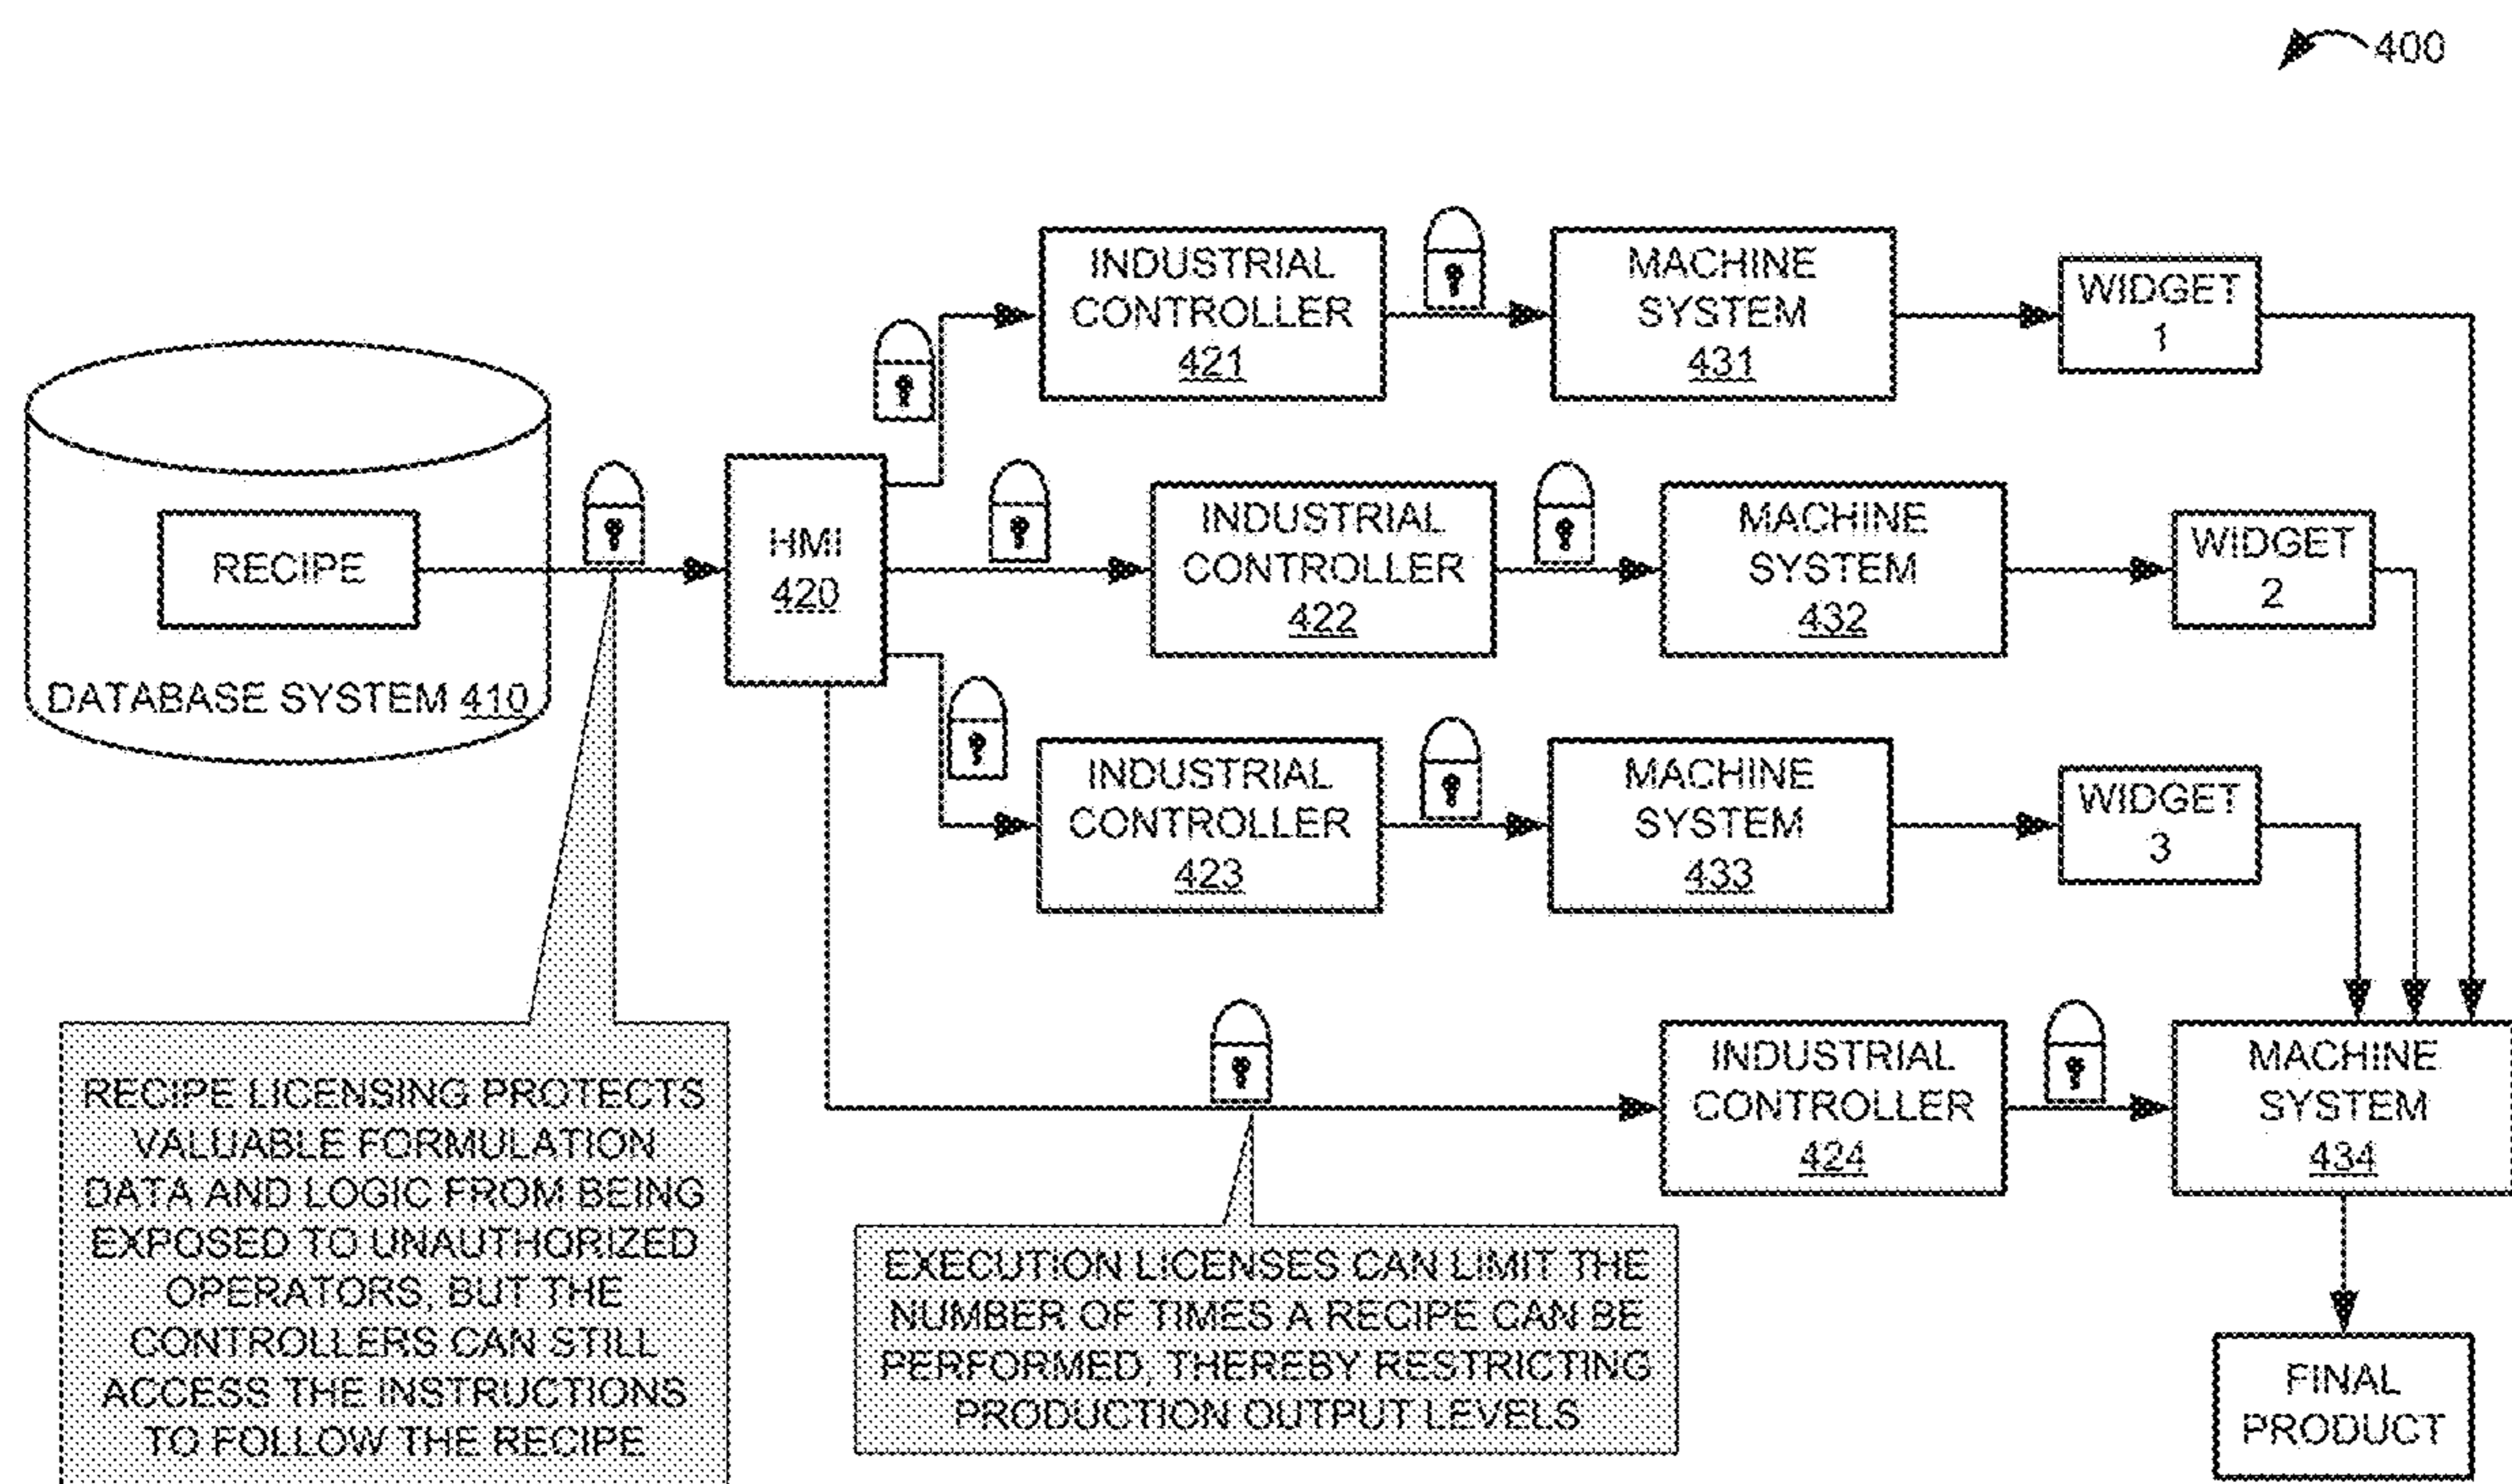 400
INDUSTRIAL
CONTROLLER
421
MACHINE
SYSTEM
431
WIDGET
1
RECIPE
DATABASE SYSTEM 410
HMI
420
INDUSTRIAL
CONTROLLER
422
MACHINE
SYSTEM
432
WIDGET
2
INDUSTRIAL
CONTROLLER
423
MACHINE
SYSTEM
433
WIDGET
3
INDUSTRIAL
CONTROLLER
424
MACHINE
SYSTEM
434
RECIPE LICENSING PROTECTS
VALUABLE FORMULATION
DATA AND LOGIC FROM BEING
EXPOSED TO UNAUTHORIZED
OPERATORS, BUT THE
CONTROLLERS CAN STILL
ACCESS THE INSTRUCTIONS
TO FOLLOW THE RECIPE
EXECUTION LICENSES CAN LIMIT THE
NUMBER OF TIMES A RECIPE CAN BE
PERFORMED, THEREBY RESTRICTING
PRODUCTION OUTPUT LEVELS
FINAL
PRODUCT